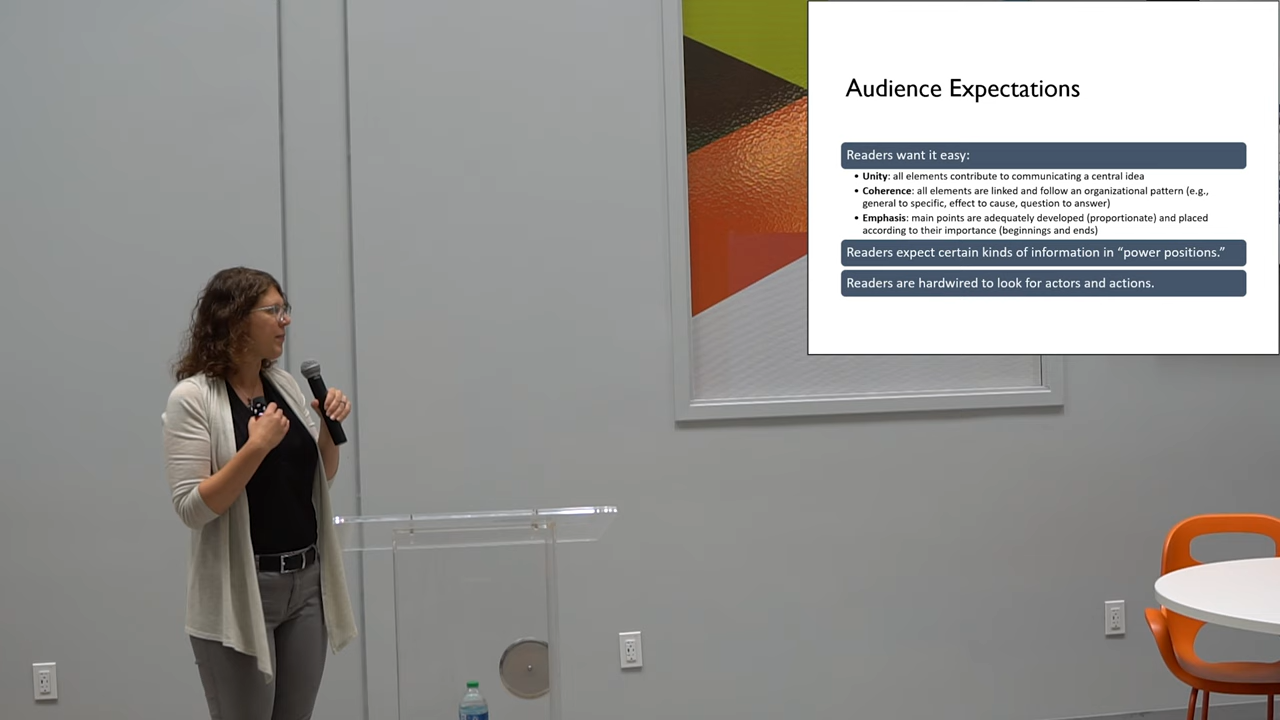 Audience Expectations
Readers want it easy:
• Unity: all elements contribute to communicating a central idea
• Coherence: all elements are linked and follow an organizational pattern (e.g.,
general to specific, effect to cause, question to answer)
• Emphasis: main points are adequately developed (proportionate) and placed
according to their importance (beginnings and ends)
Readers expect certain kinds of information in “power positions.”
Readers are hardwired to look for actors and actions.